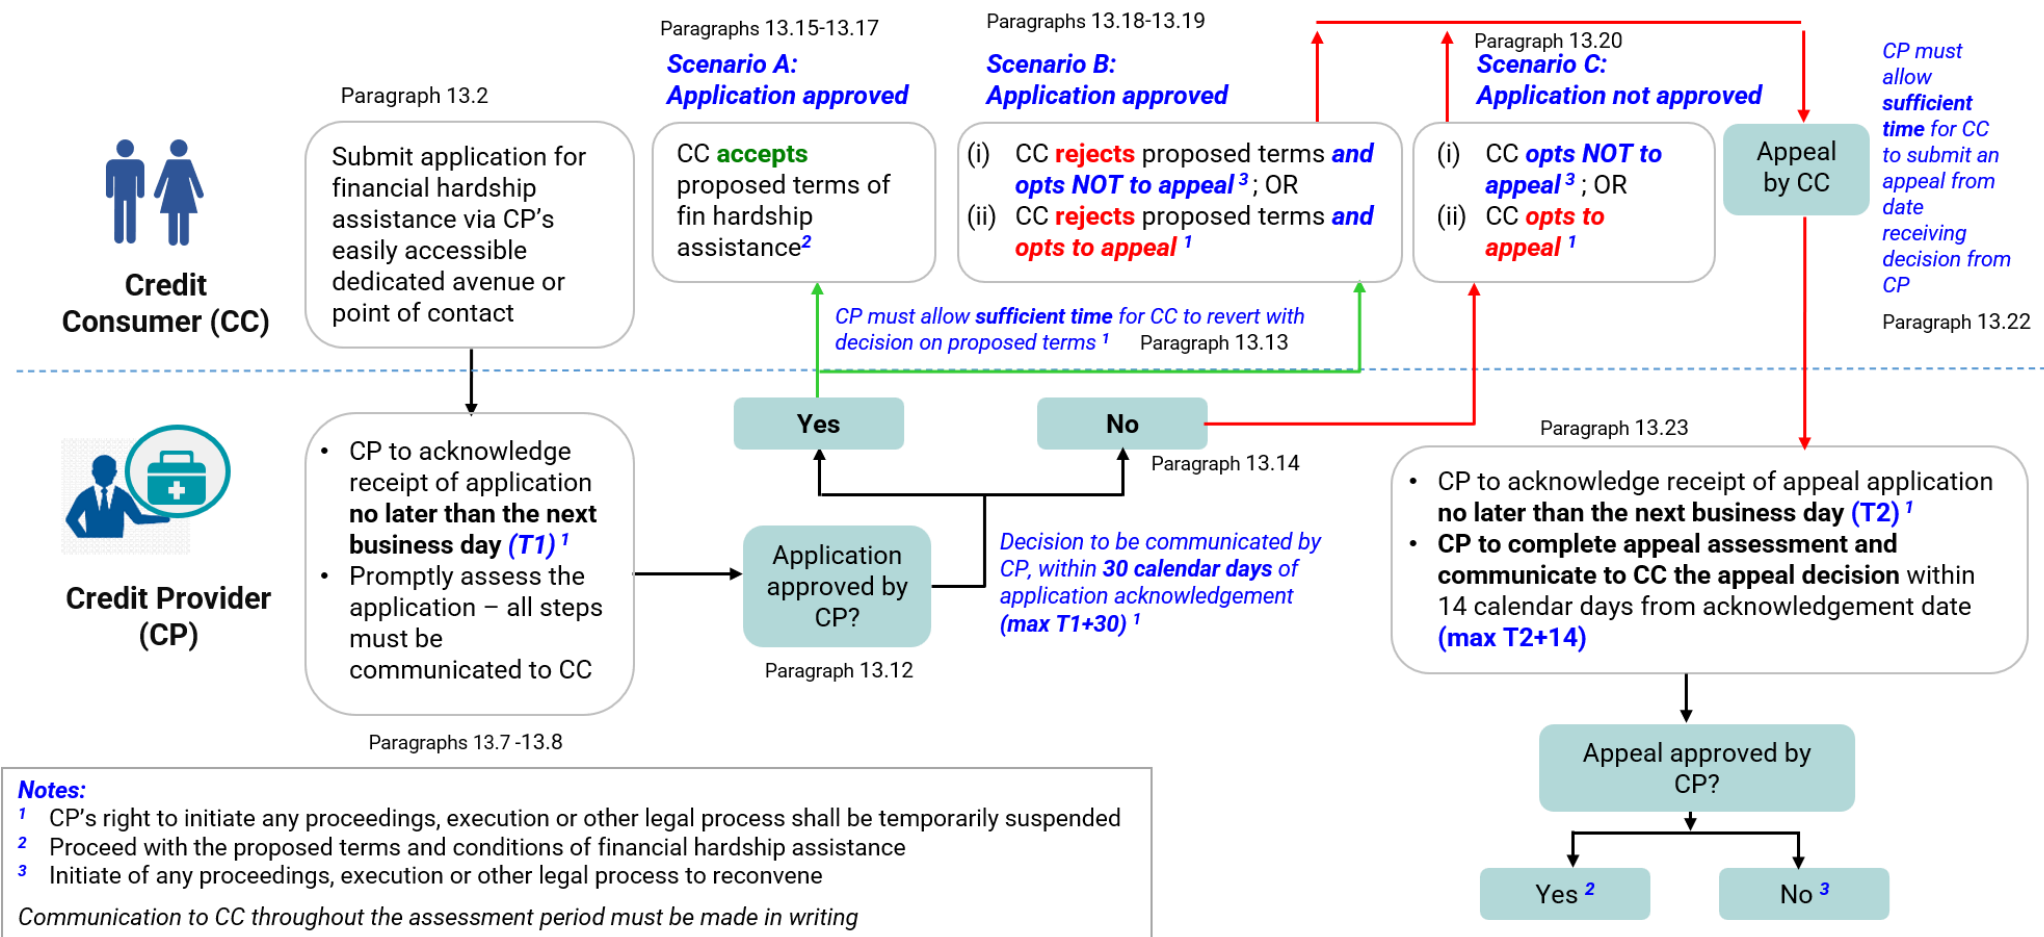 Paragraph 13.2
Submit application for
financial hardship
assistance via CP's
easily accessible
dedicated avenue or
point of contact
Credit
Consumer (CC)
Paragraphs 13.15-13.17
Scenario A:
Application approved
CC accepts
proposed terms of
fin hardship
assistance²
Paragraphs 13.18-13.19
Scenario B:
Application approved
(i) CC rejects proposed terms and
opts NOT to appeal ³ ; OR
(ii) CC rejects proposed terms and
opts to appeal ¹
Paragraph 13.20
Scenario C:
Application not approved
(i) CC opts NOT to
appeal ³ ; OR
(ii) CC opts to
appeal ¹
Appeal
by CC
CP must
allow
sufficient
time for CC
to submit an
appeal from
date
receiving
decision from
CP
Paragraph 13.22
CP must allow sufficient time for CC to revert with
decision on proposed terms ¹ Paragraph 13.13
Credit Provider
(CP)
• CP to acknowledge
receipt of application
no later than the next
business day (T1) ¹
• Promptly assess the
application – all steps
must be
communicated to CC
Paragraphs 13.7 -13.8
Yes
No
Paragraph 13.14
Application
approved by
CP?
Paragraph 13.12
Decision to be communicated by
CP, within 30 calendar days of
application acknowledgement
(max T1+30) ¹
Paragraph 13.23
• CP to acknowledge receipt of appeal application
no later than the next business day (T2) ¹
• CP to complete appeal assessment and
communicate to CC the appeal decision within
14 calendar days from acknowledgement date
(max T2+14)
Appeal approved by
CP?
Yes ²
No ³
Notes:
¹ CP's right to initiate any proceedings, execution or other legal process shall be temporarily suspended
² Proceed with the proposed terms and conditions of financial hardship assistance
³ Initiate of any proceedings, execution or other legal process to reconvene
Communication to CC throughout the assessment period must be made in writing